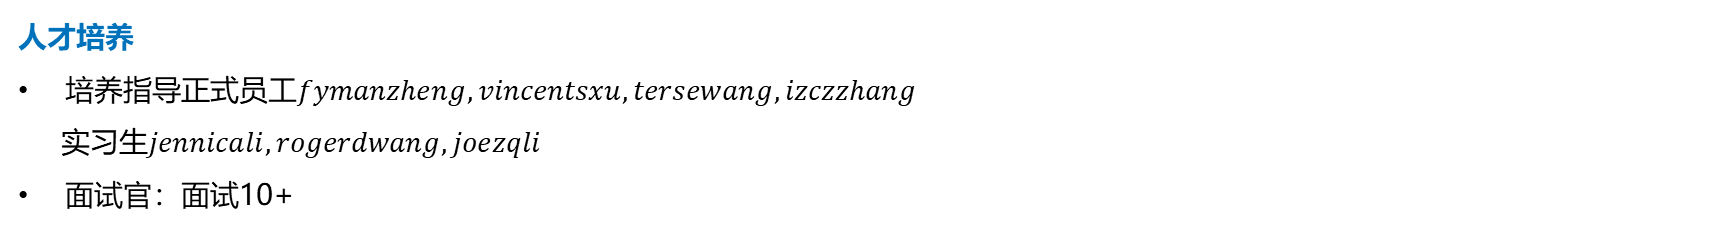 人才培养
• 培养指导正式员工fymanzheng,vincentsxu,tersewang,izczzhang
实习生jennicali,rogerdwang,joezqli
• 面试官：面试10+